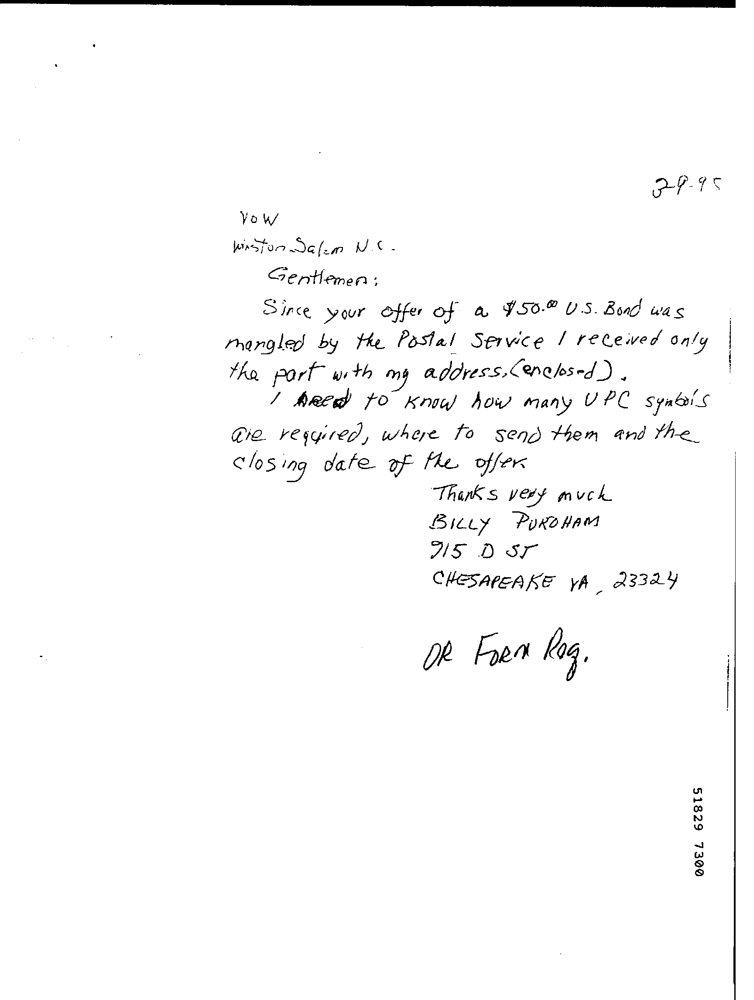 3-9-95
VOW
Winston Salem N.C.
Gentlemen:
Since your offer of a $50.00 U.S. Bond was
mangled by the Postal Service I received only
the part with my address, (enclosed).
I need to know how many UPC symbols
are required, where to send them and the
closing date of the offer.
Thanks very much
BILLY PURDHAM
915 D ST
CHESAPEAKE VA, 23324
OR FORM Rog.
51829 7300